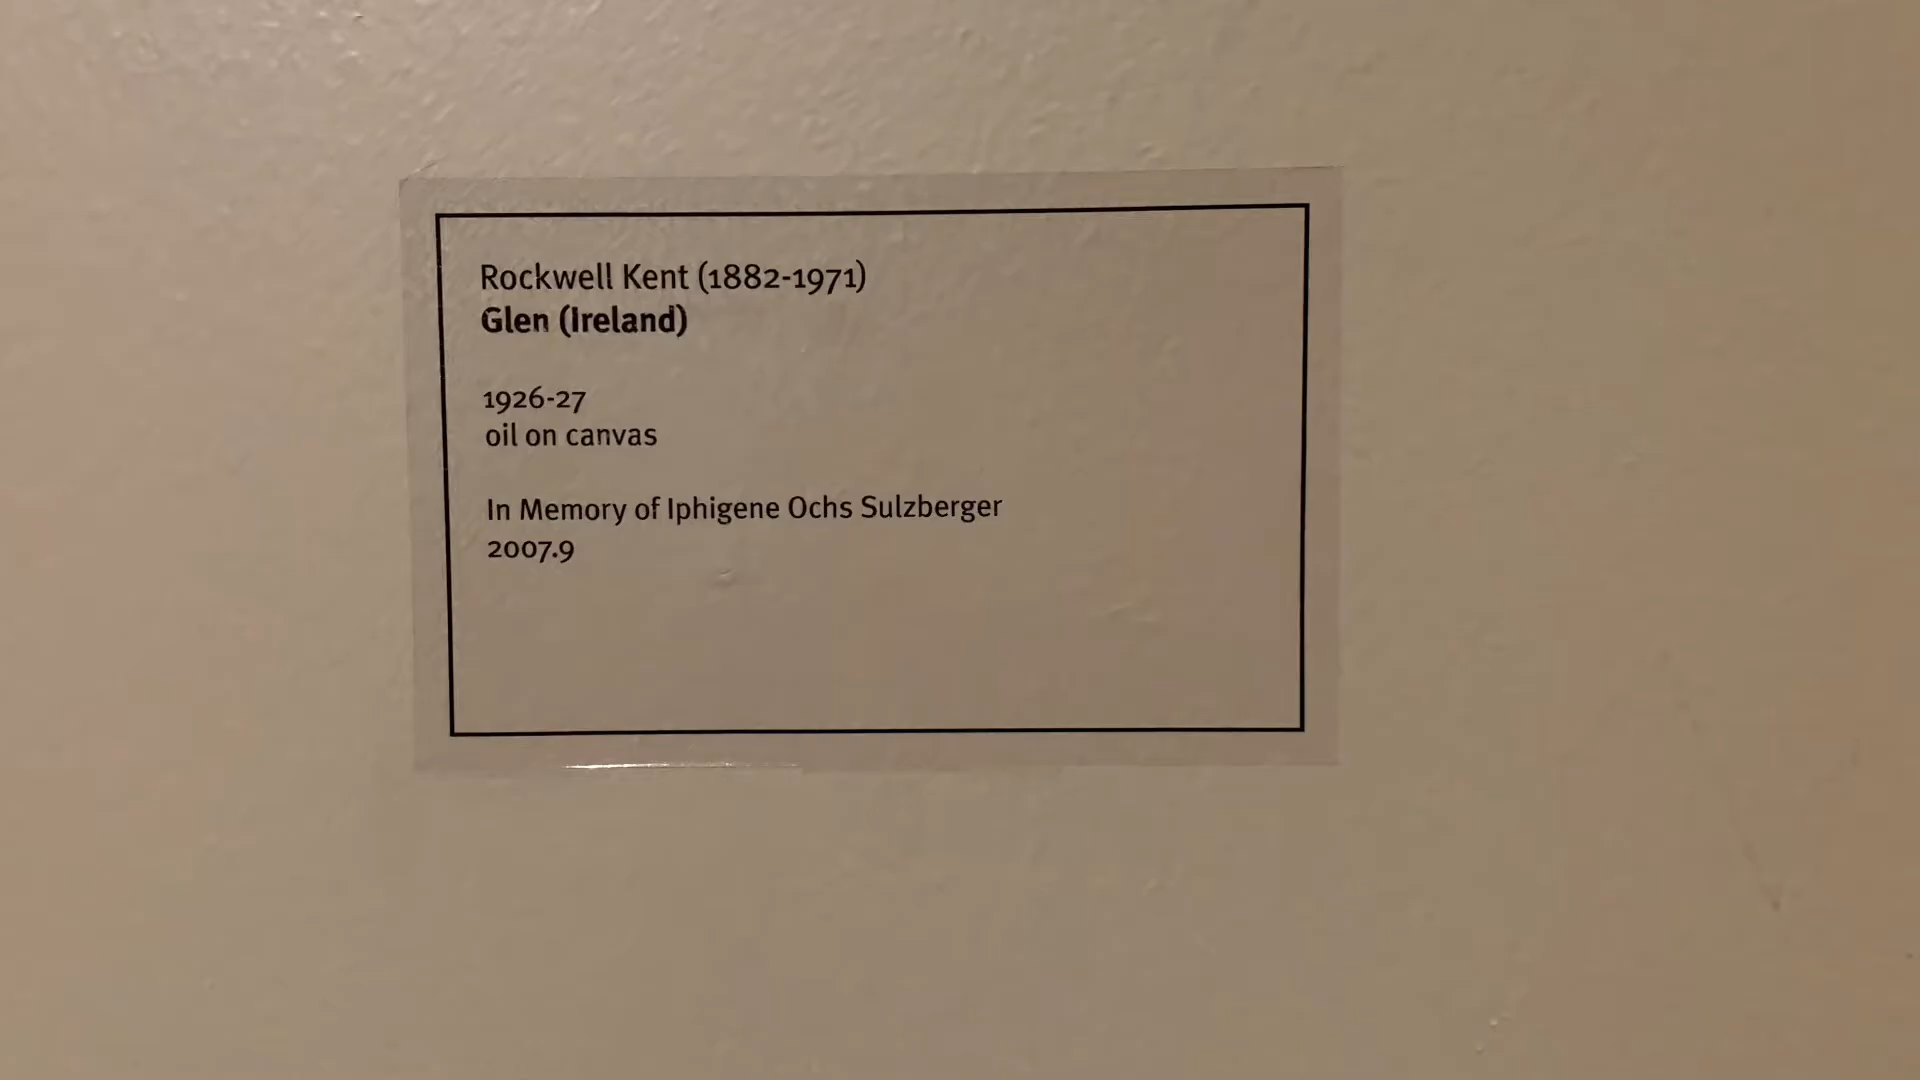 Rockwell Kent (1882-1971)
Glen (Ireland)
1926-27
oil on canvas
In Memory of Iphigene Ochs Sulzberger
2007.9